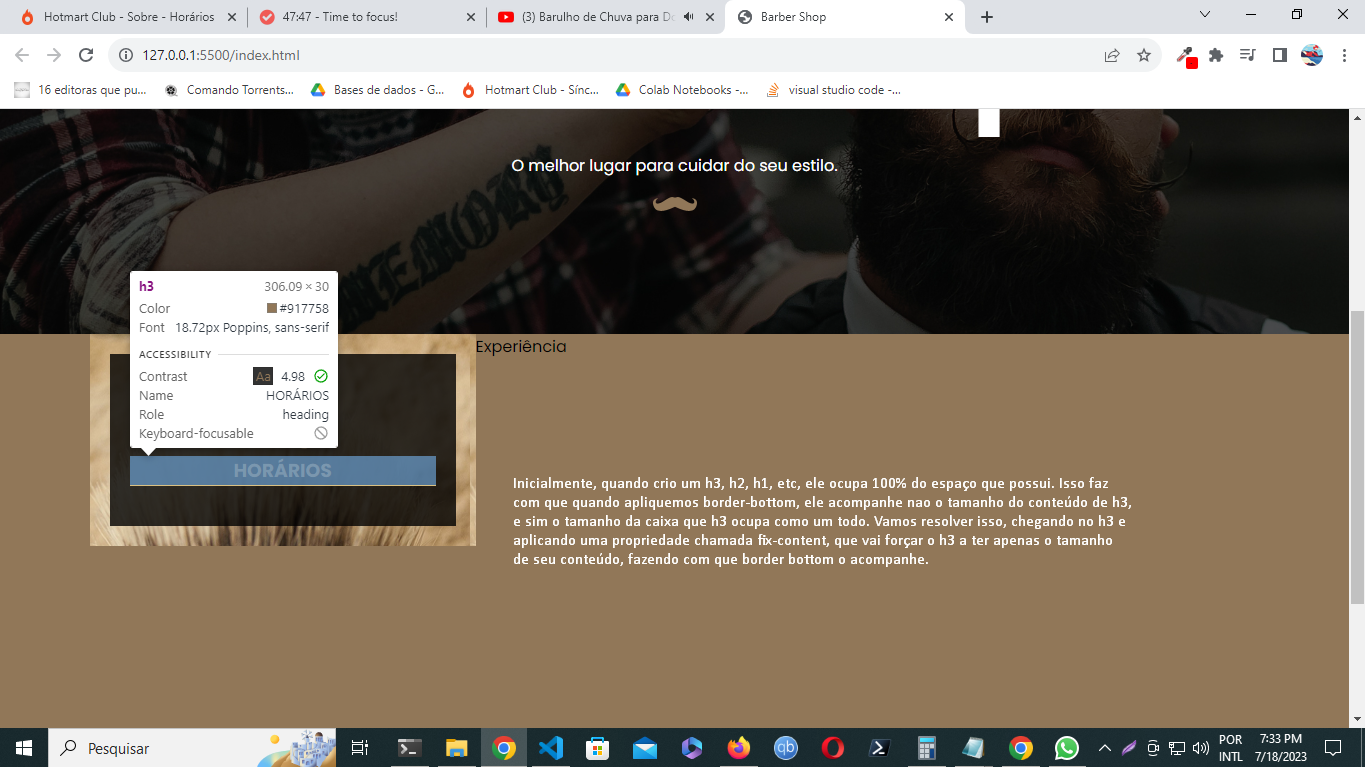 Hotmart Club - Sobre - Horários
47:47 - Time to focus!
(3) Barulho de Chuva para Do
Barber Shop
127.0.0.1:5500/index.html
16 editoras que pu...
Comando Torrents...
Bases de dados - G...
Hotmart Club - Sínc...
Colab Notebooks -...
visual studio code -...
O melhor lugar para cuidar do seu estilo.
h3 306.09 × 30
Color #917758
Font 18.72px Poppins, sans-serif
ACCESSIBILITY
Contrast Aa 4.98
Name HORÁRIOS
Role heading
Keyboard-focusable
Experiência
HORÁRIOS
Inicialmente, quando crio um h3, h2, h1, etc, ele ocupa 100% do espaço que possui. Isso faz
com que quando apliquemos border-bottom, ele acompanhe nao o tamanho do conteúdo de h3,
e sim o tamanho da caixa que h3 ocupa como um todo. Vamos resolver isso, chegando no h3 e
aplicando uma propriedade chamada fix-content, que vai forçar o h3 a ter apenas o tamanho
de seu conteúdo, fazendo com que border bottom o acompanhe.
Pesquisar
qb
POR
INTL
7:33 PM
7/18/2023